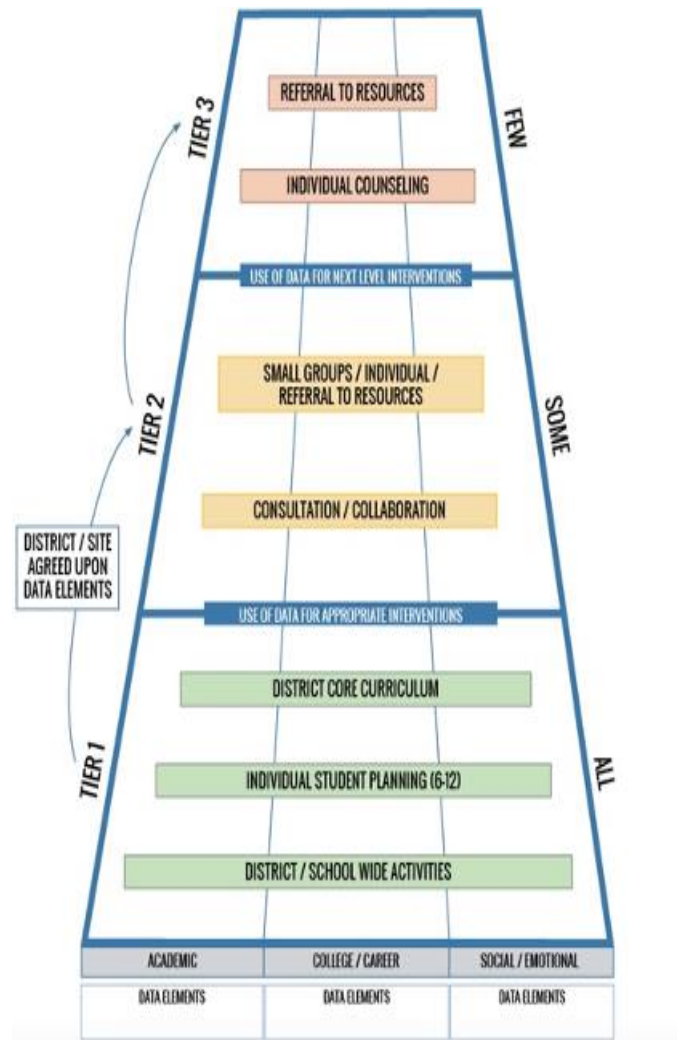 REFERRAL TO RESOURCES
TIER 3
FEW
INDIVIDUAL COUNSELING
USE OF DATA FOR NEXT LEVEL INTERVENTIONS
SMALL GROUPS / INDIVIDUAL /
REFERRAL TO RESOURCES
TIER 2
SOME
CONSULTATION / COLLABORATION
DISTRICT / SITE
AGREED UPON
DATA ELEMENTS
USE OF DATA FOR APPROPRIATE INTERVENTIONS
DISTRICT CORE CURRICULUM
TIER 1
ALL
INDIVIDUAL STUDENT PLANNING (6-12)
DISTRICT / SCHOOL WIDE ACTIVITIES
ACADEMIC
COLLEGE / CAREER
SOCIAL / EMOTIONAL
DATA ELEMENTS
DATA ELEMENTS
DATA ELEMENTS